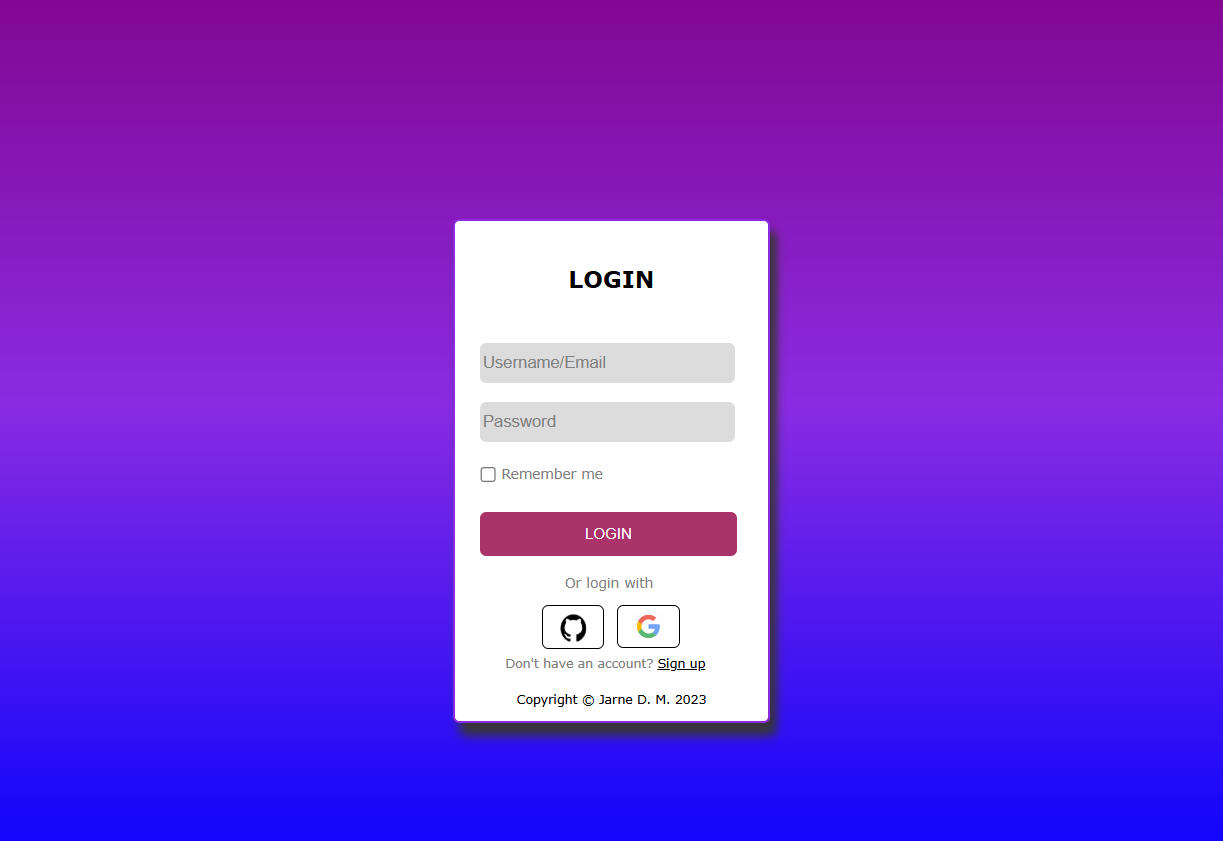 LOGIN
Username/Email
Password
Remember me
LOGIN
Or login with
Don't have an account? Sign up
Copyright © Jarne D. M. 2023